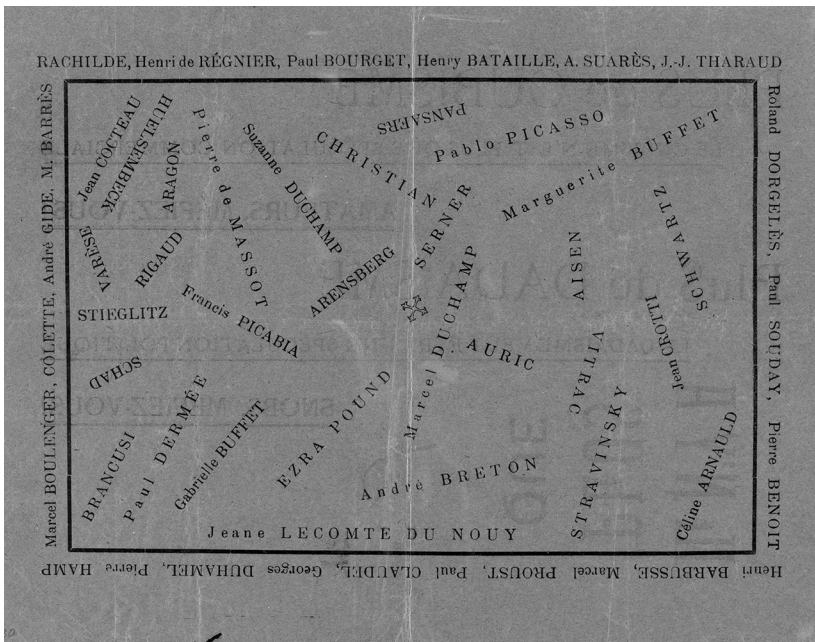 RACHILDE, Henri de RÉGNIER, Paul BOURGET, Henry BATAILLE, A. SUARÈS, J.-J. THARAUD
Marcel BOULENGER, COLETTE, André GIDE, M. BARRÈS
Roland DORGELÈS, Paul SOUDAY, Pierre BENOIT
Jean COCTEAU
HUELSEMBECK
ARAGON
Pierre de MASSOT
Suzanne DUCHAMP
CHRISTIAN
PANSAERS
Pablo PICASSO
Marguerite BUFFET
SERNER
SCHWARTZ
VARÈSE
RIGAUD
ARENSBERG
AISEN
STIEGLITZ
Francis PICABIA
Marcel DUCHAMP
AURIC
VITRAC
Jean CROTTI
SCHAD
BRANCUSI
Paul DERMÉE
Gabrielle BUFFET
EZRA POUND
André BRETON
STRAVINSKY
Céline ARNAULD
Jeane LECOMTE DU NOUY
Henri BARBUSSE, Marcel PROUST, Paul CLAUDEL, Georges DUHAMEL, Pierre HAMP